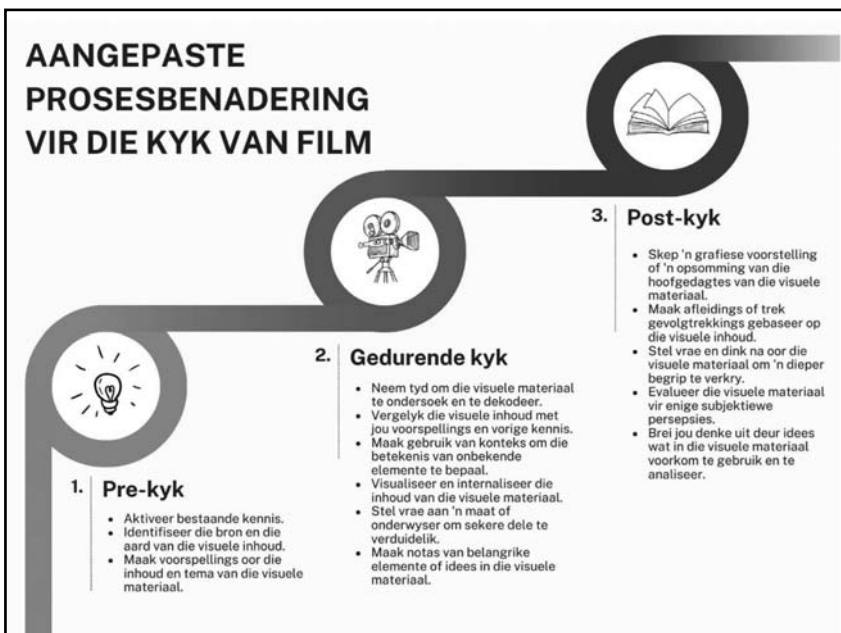 AANGEPASTE
PROSESBENADERING
VIR DIE KYK VAN FILM
1. Pre-kyk
• Aktiveer bestaande kennis.
• Identifiseer die bron en die
aard van die visuele inhoud.
• Maak voorspellings oor die
inhoud en tema van die visuele
materiaal.
2. Gedurende kyk
• Neem tyd om die visuele materiaal
te ondersoek en te dekodeer.
• Vergelyk die visuele inhoud met
jou voorspellings en vorige kennis.
• Maak gebruik van konteks om die
betekenis van onbekende
elemente te bepaal.
• Visualiseer en internaliseer die
inhoud van die visuele materiaal.
• Stel vrae aan 'n maat of
onderwyser om sekere dele te
verduidelik.
• Maak notas van belangrike
elemente of idees in die visuele
materiaal.
3. Post-kyk
• Skep 'n grafiese voorstelling
of 'n opsomming van die
hoofgedagtes van die visuele
materiaal.
• Maak afleidings of trek
gevolgtrekkings gebaseer op
die visuele inhoud.
• Stel vrae en dink na oor die
visuele materiaal om 'n dieper
begrip te verkry.
• Evalueer die visuele materiaal
vir enige subjektiewe
persepsies.
• Brei jou denke uit deur idees
wat in die visuele materiaal
voorkom te gebruik en te
analiseer.